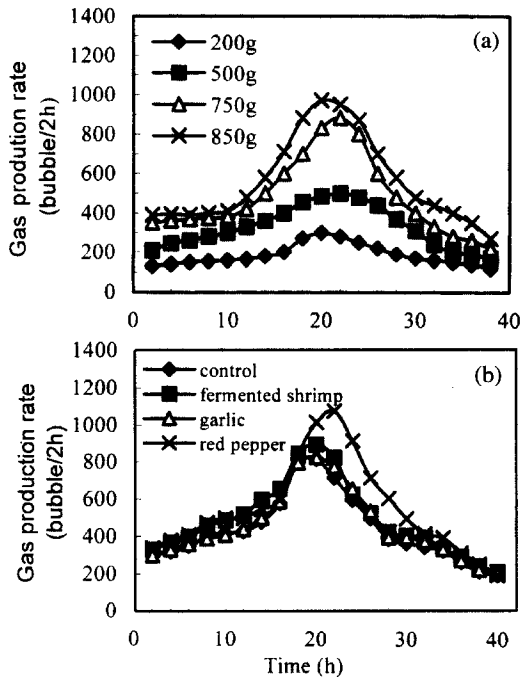 1400
1200
1000
800
600
400
200
0
Gas prodution rate
(bubble/2h)
(a)
200g
500g
750g
850g
0 10 20 30 40
1400
1200
1000
800
600
400
200
0
Gas production rate
(bubble/2h)
(b)
control
fermented shrimp
garlic
red pepper
0 10 20 30 40
Time (h)